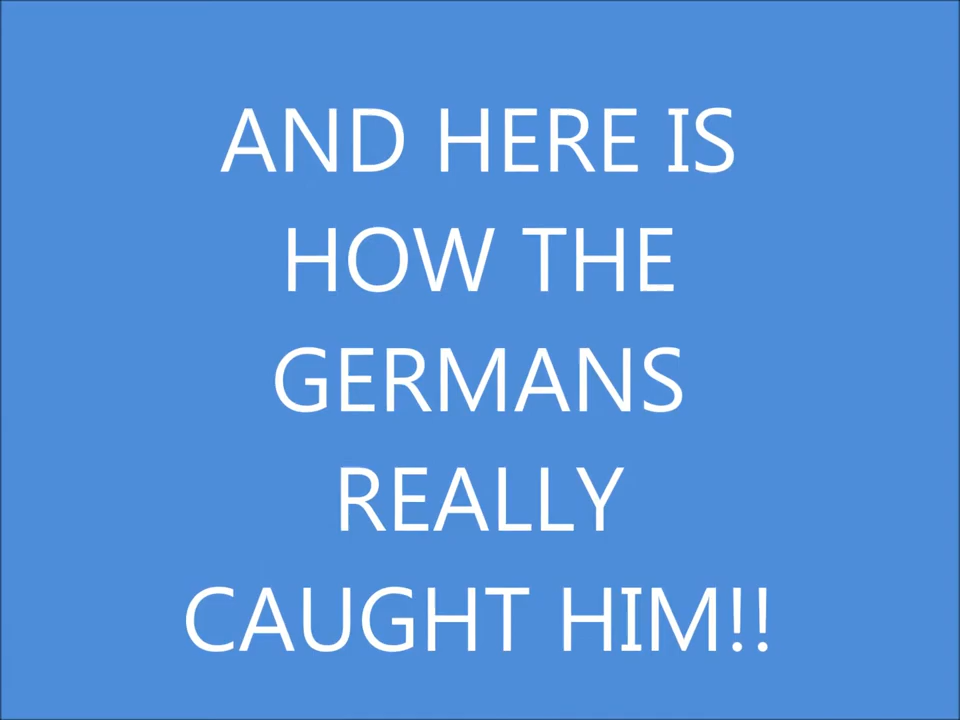 AND HERE IS
HOW THE
GERMANS
REALLY
CAUGHT HIM!!